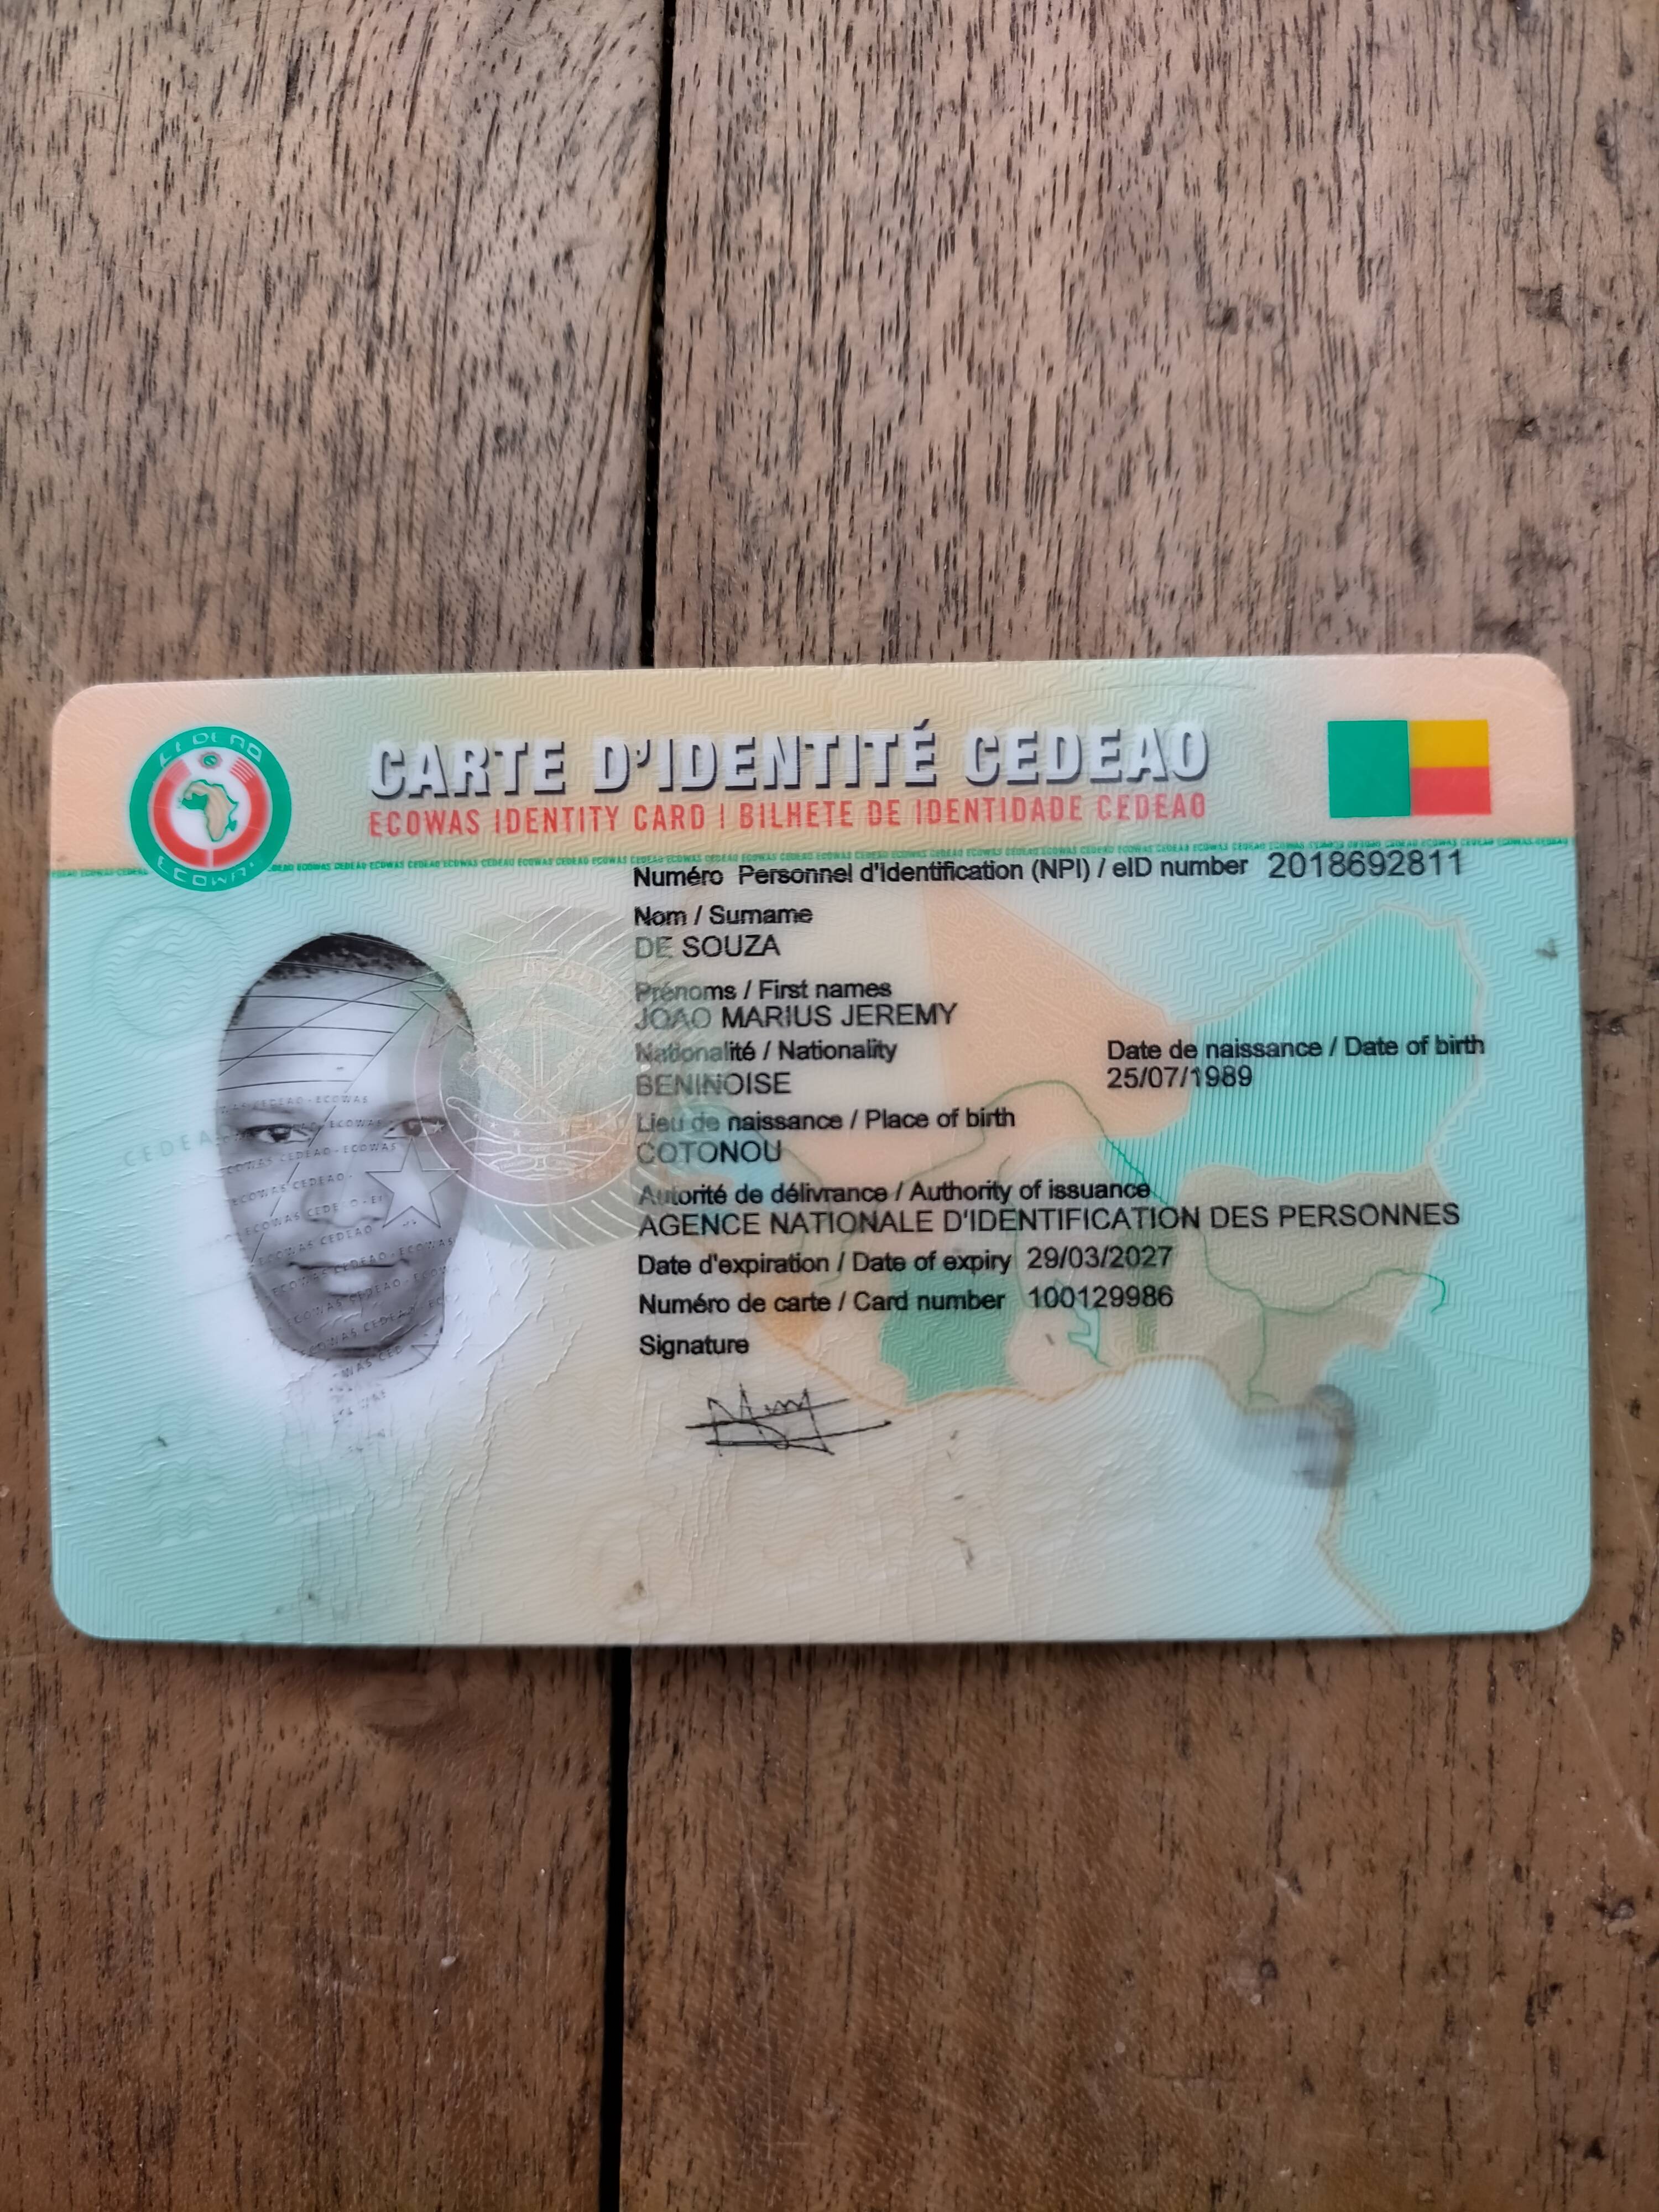 CEDEAO
ECOWAS
CARTE D'IDENTITÉ CEDEAO
ECOWAS IDENTITY CARD | BILHETE DE IDENTIDADE CEDEAO
Numéro Personnel d'Identification (NPI) / eID number 2018692811
Nom / Surname
DE SOUZA
Prénoms / First names
JOAO MARIUS JEREMY
Nationalité / Nationality
BENINOISE
Date de naissance / Date of birth
25/07/1989
Lieu de naissance / Place of birth
COTONOU
Autorité de délivrance / Authority of issuance
AGENCE NATIONALE D'IDENTIFICATION DES PERSONNES
Date d'expiration / Date of expiry 29/03/2027
Numéro de carte / Card number 100129986
Signature